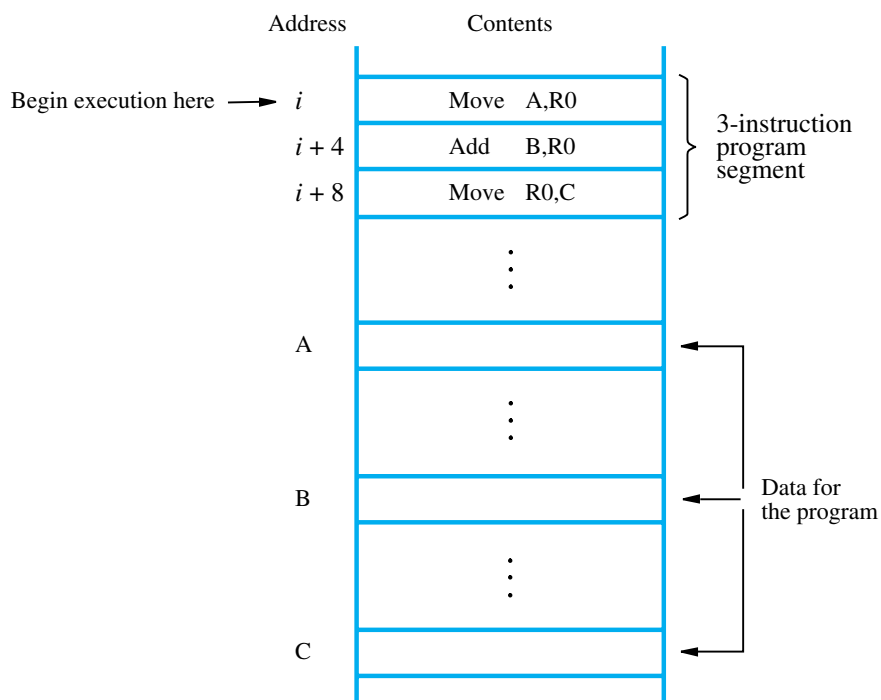 Address Contents
Begin execution here i Move A,R0
i + 4 Add B,R0
i + 8 Move R0,C
3-instruction
program
segment
A
B
Data for
the program
C